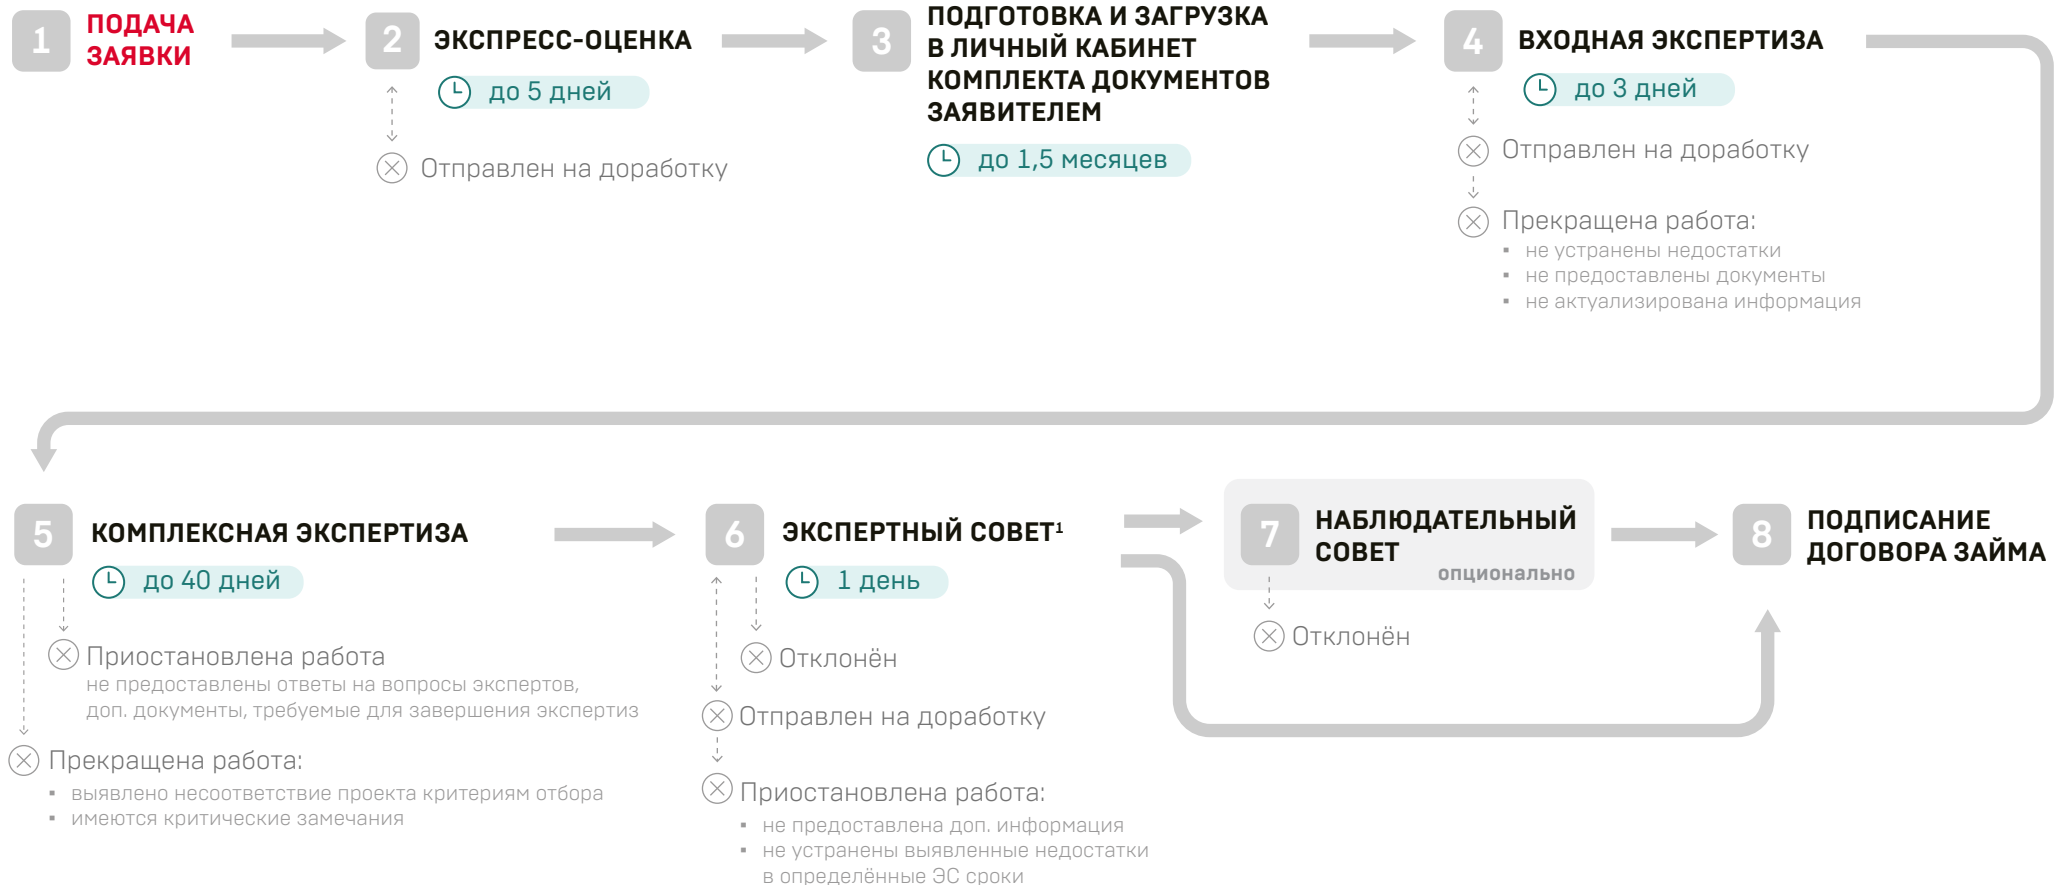 1
ПОДАЧА
ЗАЯВКИ
2
ЭКСПРЕСС-ОЦЕНКА
до 5 дней
Отправлен на доработку
3
ПОДГОТОВКА И ЗАГРУЗКА
В ЛИЧНЫЙ КАБИНЕТ
КОМПЛЕКТА ДОКУМЕНТОВ
ЗАЯВИТЕЛЕМ
до 1,5 месяцев
4
ВХОДНАЯ ЭКСПЕРТИЗА
до 3 дней
Отправлен на доработку
Прекращена работа:
▪ не устранены недостатки
▪ не предоставлены документы
▪ не актуализирована информация
5
КОМПЛЕКСНАЯ ЭКСПЕРТИЗА
до 40 дней
Приостановлена работа
не предоставлены ответы на вопросы экспертов,
доп. документы, требуемые для завершения экспертиз
Прекращена работа:
▪ выявлено несоответствие проекта критериям отбора
▪ имеются критические замечания
6
ЭКСПЕРТНЫЙ СОВЕТ¹
1 день
Отклонён
Отправлен на доработку
Приостановлена работа:
▪ не предоставлена доп. информация
▪ не устранены выявленные недостатки
в определённые ЭС сроки
7
НАБЛЮДАТЕЛЬНЫЙ
СОВЕТ
опционально
Отклонён
8
ПОДПИСАНИЕ
ДОГОВОРА ЗАЙМА